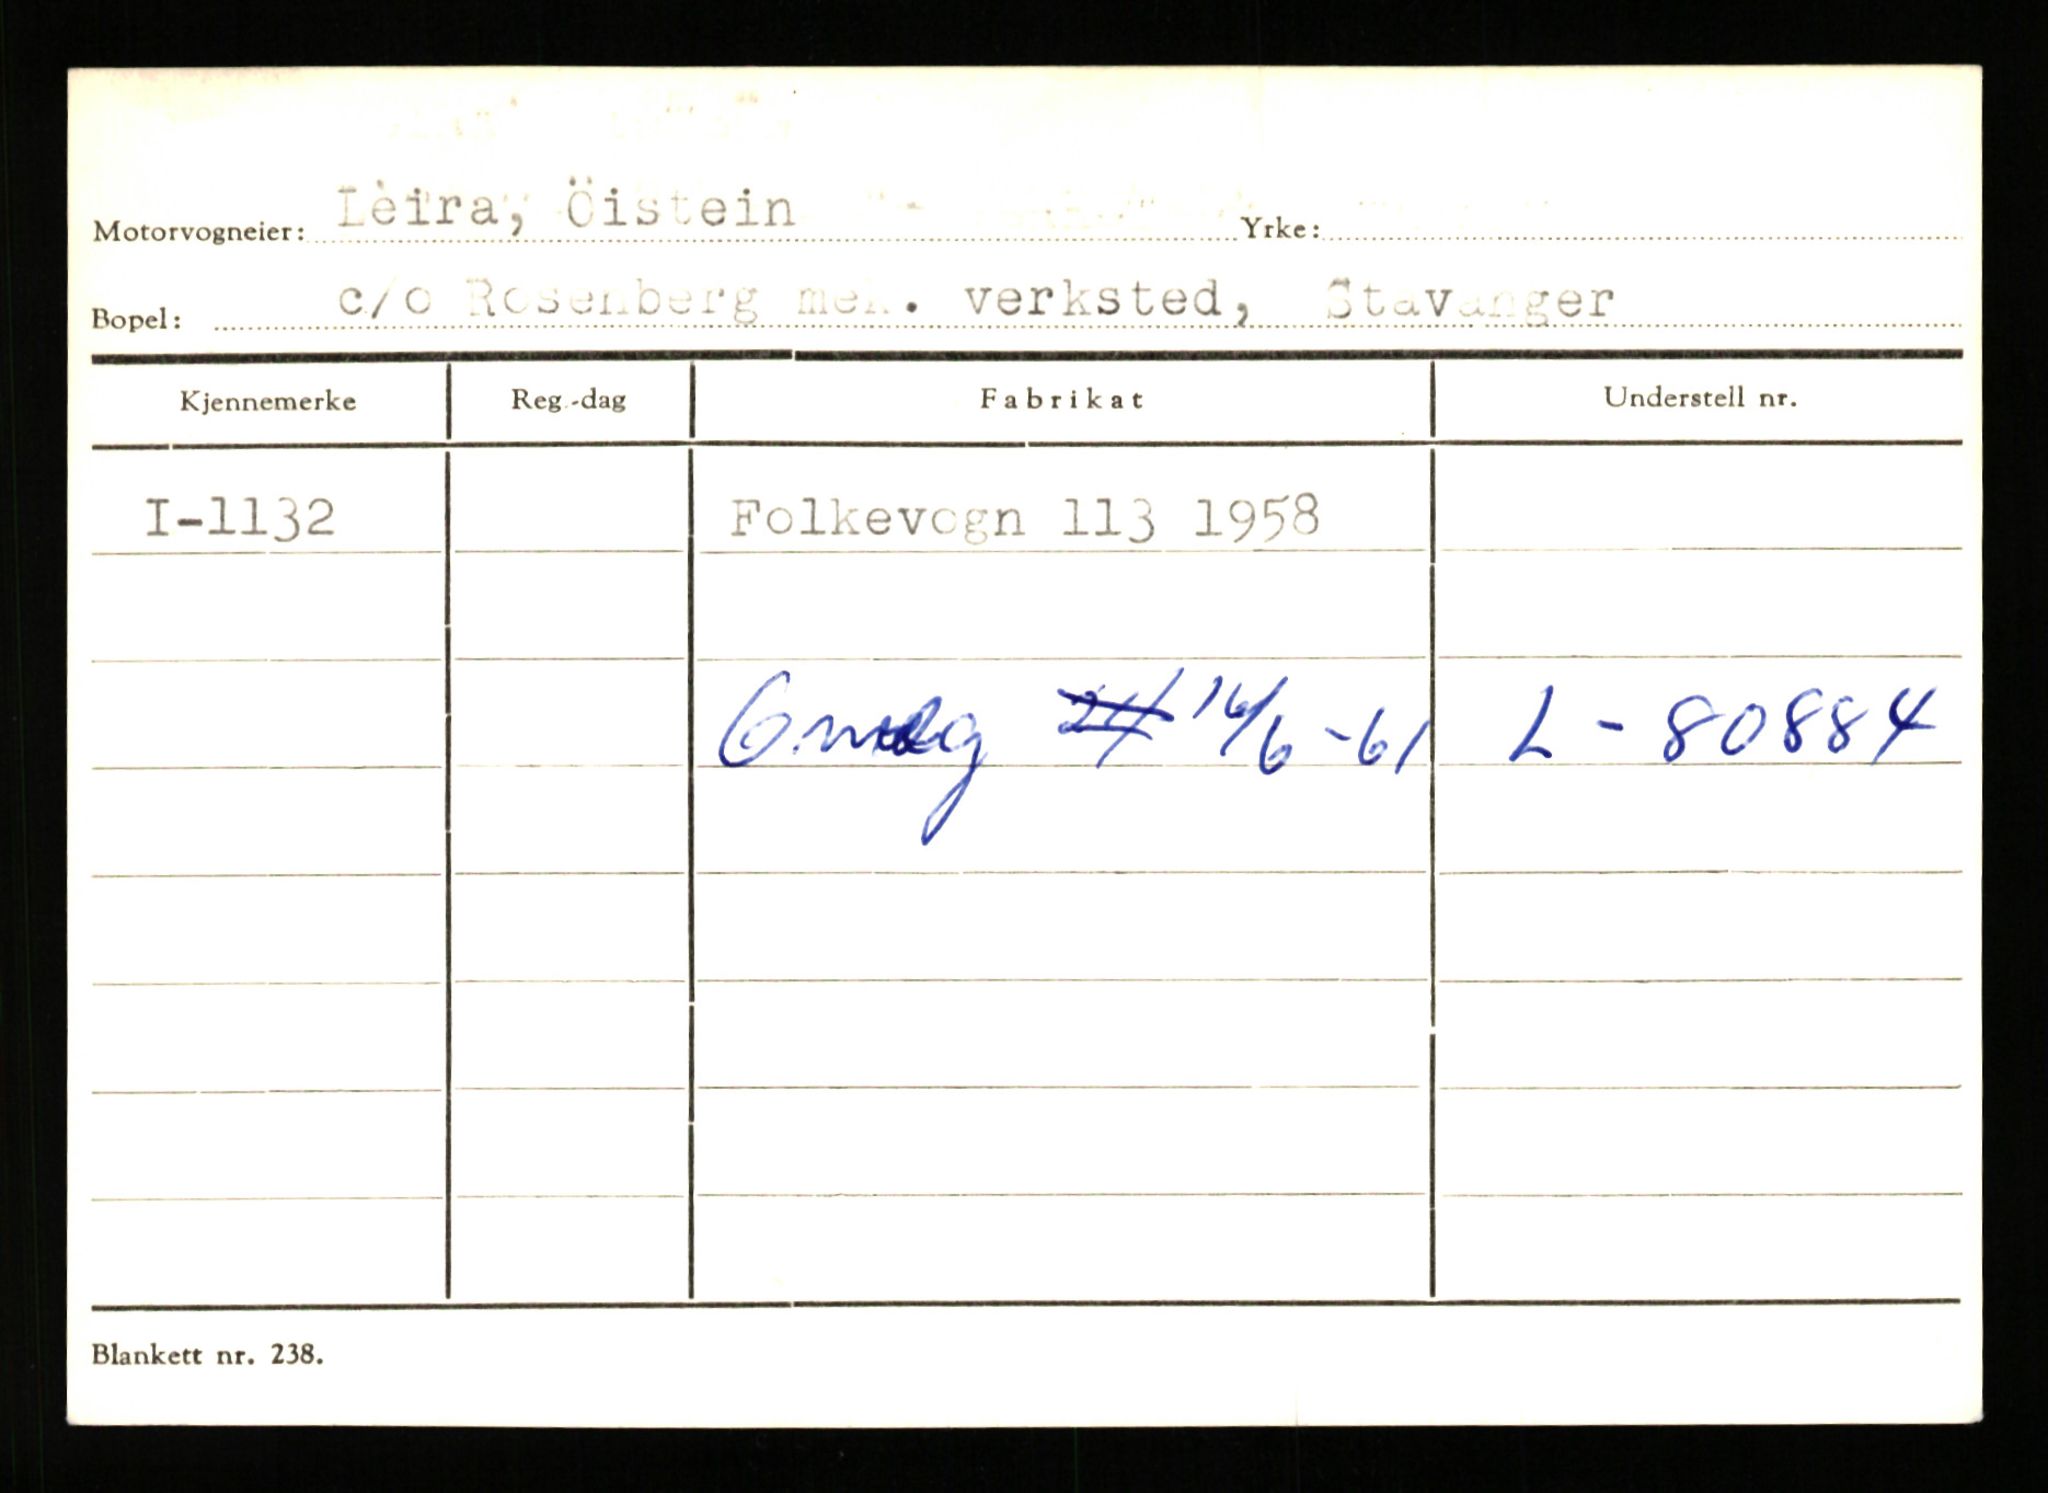 Motorvogneier: Leira, Öistein Yrke:
Bopel: c/o Rosenberg mek. verksted, Stavanger
Kjennemerke Reg.-dag Fabrikat Understell nr.
I-1132 Folkevogn 113 1958
Omreg 16/6-61 L-80884
Blankett nr. 238.